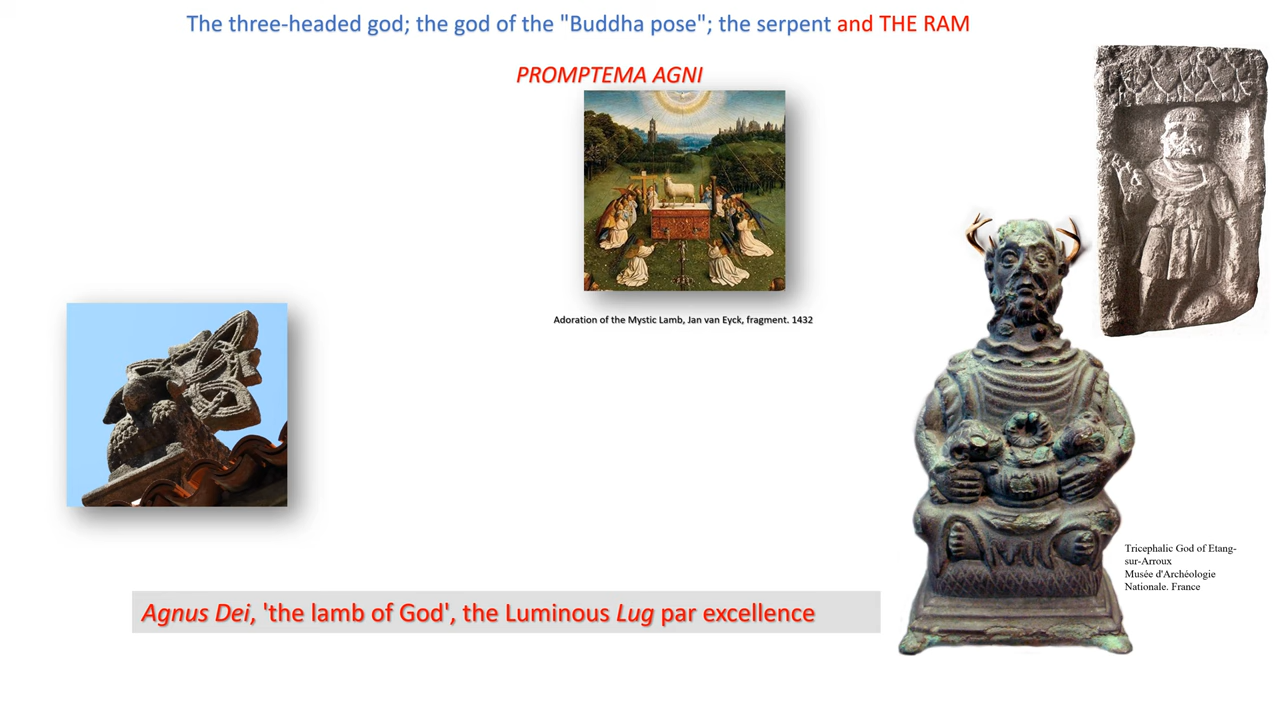 The three-headed god; the god of the "Buddha pose"; the serpent and THE RAM
PROMPTEMA AGNI
Adoration of the Mystic Lamb, Jan van Eyck, fragment. 1432
Tricephalic God of Etang-
sur-Arroux
Musée d'Archéologie
Nationale. France
Agnus Dei, 'the lamb of God', the Luminous Lug par excellence